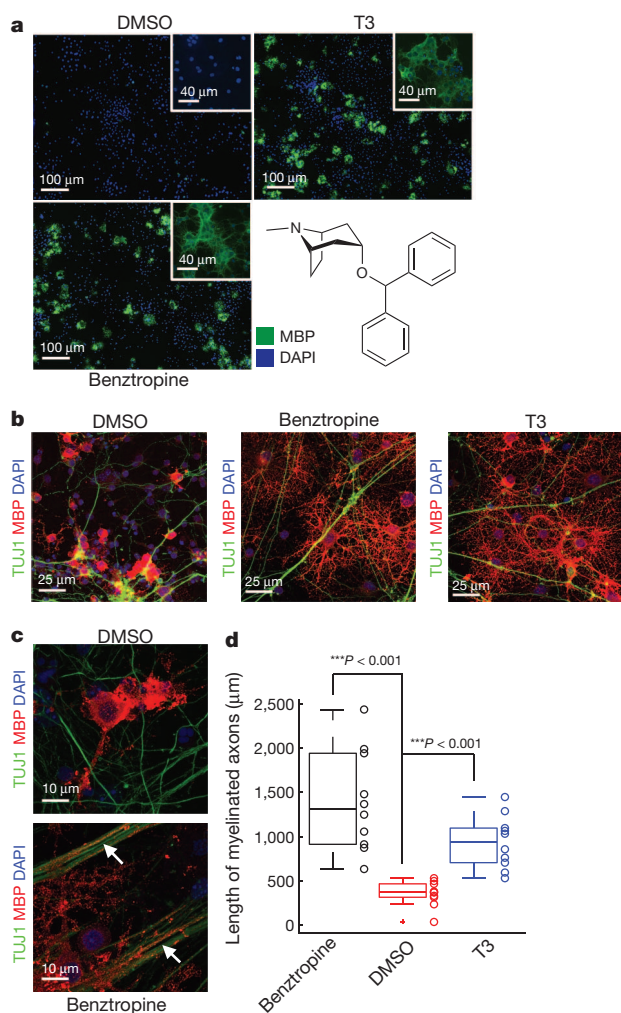 a
DMSO
T3
40 μm
100 μm
40 μm
100 μm
40 μm
100 μm
Benztropine
N
O
MBP
DAPI
b
DMSO
Benztropine
T3
TUJ1 MBP DAPI
25 μm
TUJ1 MBP DAPI
25 μm
TUJ1 MBP DAPI
25 μm
c
DMSO
TUJ1 MBP DAPI
10 μm
TUJ1 MBP DAPI
10 μm
Benztropine
d
***P < 0.001
***P < 0.001
Length of myelinated axons (μm)
2,500
2,000
1,500
1,000
500
0
Benztropine
DMSO
T3